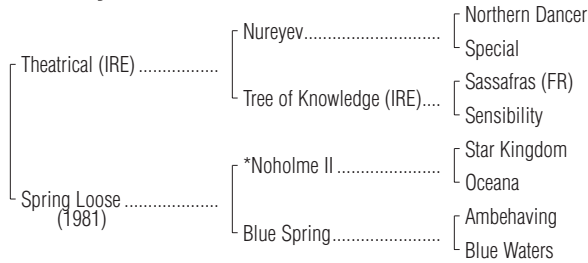 Northern Dancer
Nureyev
Special
Theatrical (IRE)
Sassafras (FR)
Tree of Knowledge (IRE)
Sensibility
Star Kingdom
*Noholme II
Oceana
Spring Loose
(1981)
Ambehaving
Blue Spring
Blue Waters